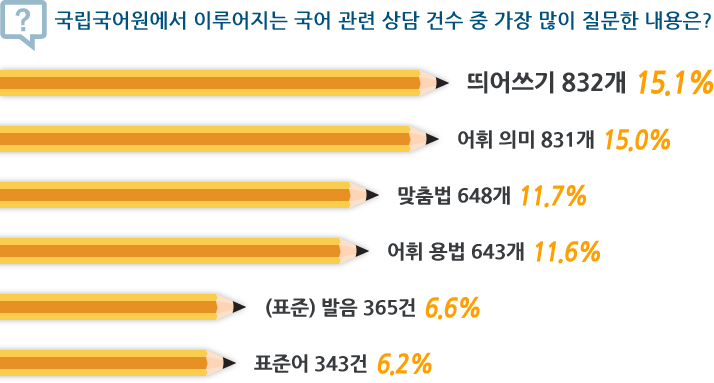 ?
국립국어원에서 이루어지는 국어 관련 상담 건수 중 가장 많이 질문한 내용은?
띄어쓰기 832개 15.1%
어휘 의미 831개 15.0%
맞춤법 648개 11.7%
어휘 용법 643개 11.6%
(표준) 발음 365건 6.6%
표준어 343건 6.2%